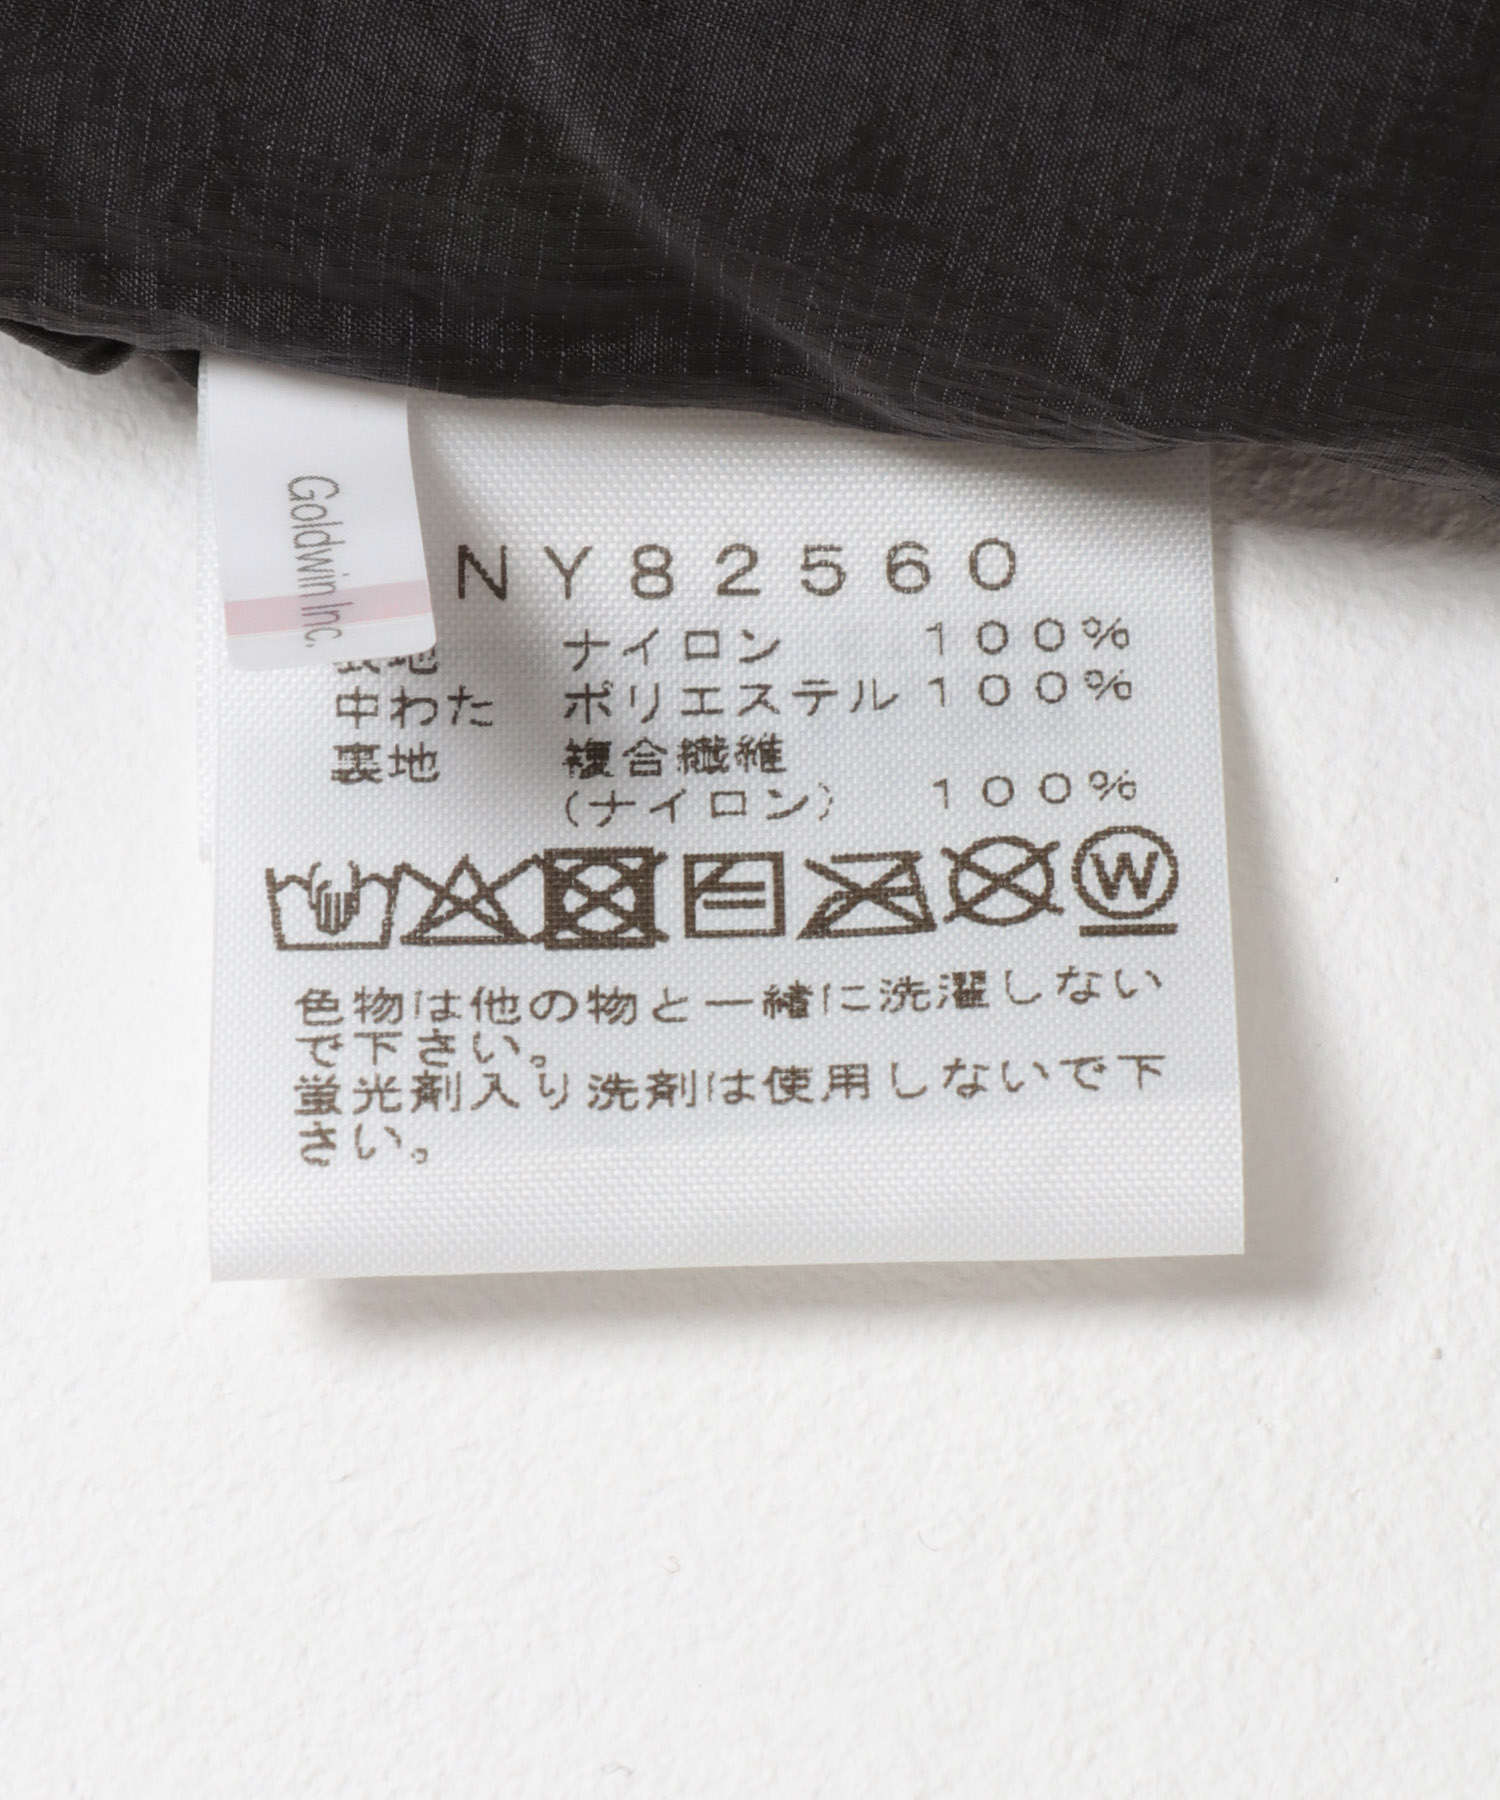 Goldwin Inc.
NY82560
表地 ナイロン 100%
中わた ポリエステル 100%
裏地 複合繊維
(ナイロン) 100%
W
色物は他の物と一緒に洗濯しない
で下さい。
蛍光剤入り洗剤は使用しないで下
さい。